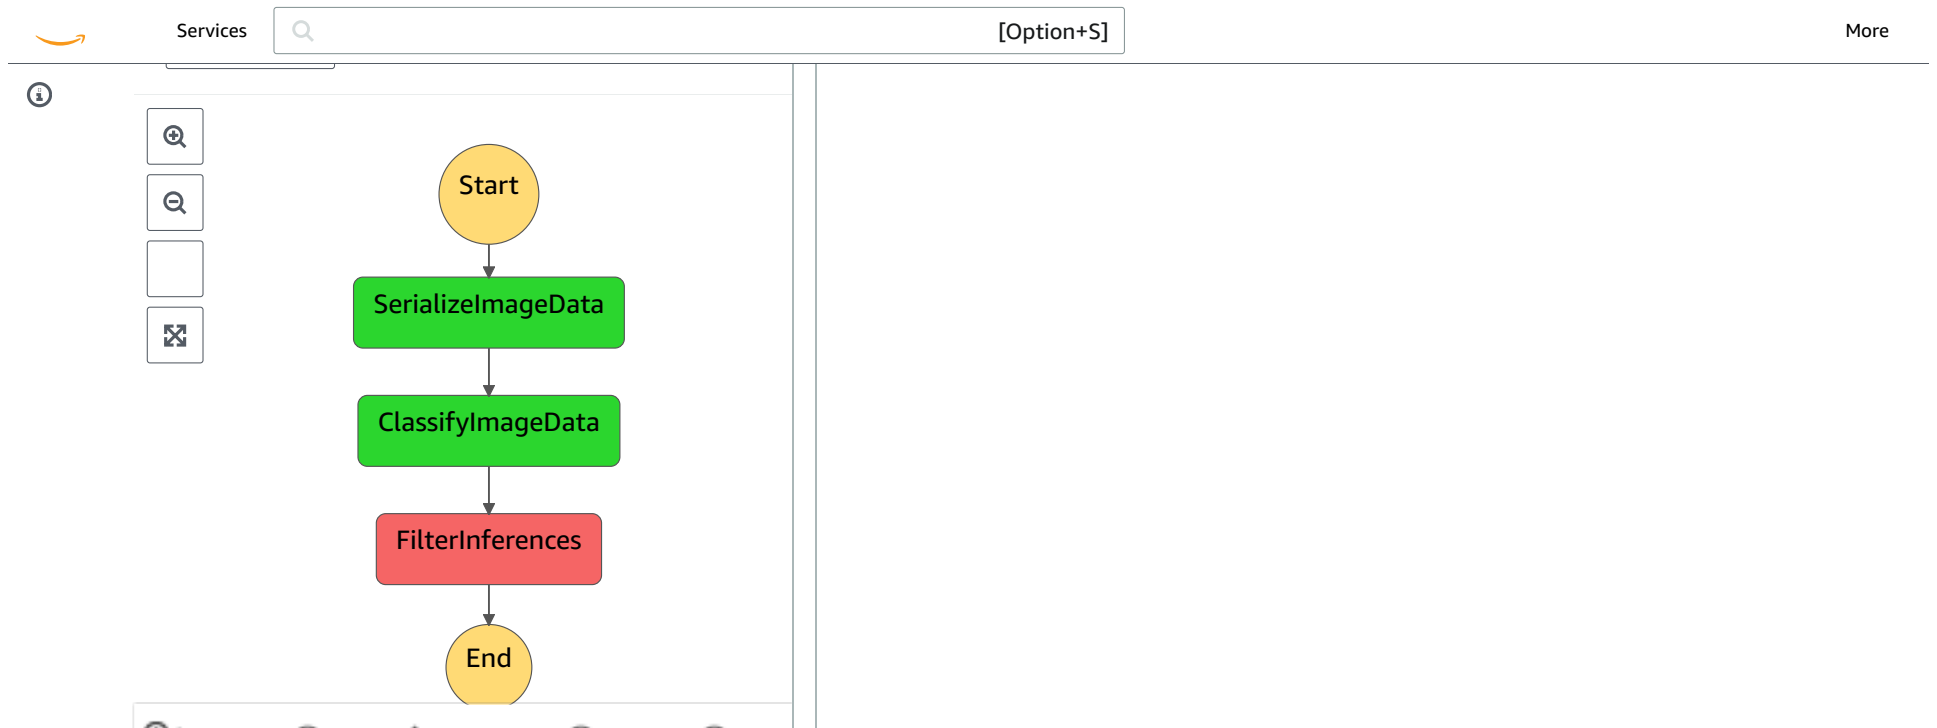 Services
[Option+S]
More
Start
SerializeImageData
ClassifyImageData
FilterInferences
End